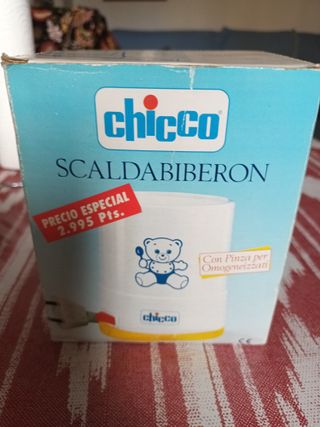 chicco
SCALDABIBERON
PRECIO ESPECIAL
2.995 Pts.
Con Pinza per
Omogeneizzati
chicco
CE